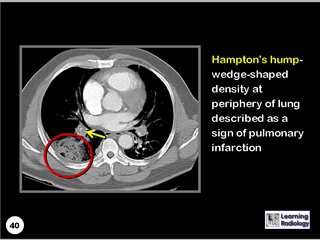 Hampton's hump-
wedge-shaped
density at
periphery of lung
described as a
sign of pulmonary
infarction
40
Learning
Radiology